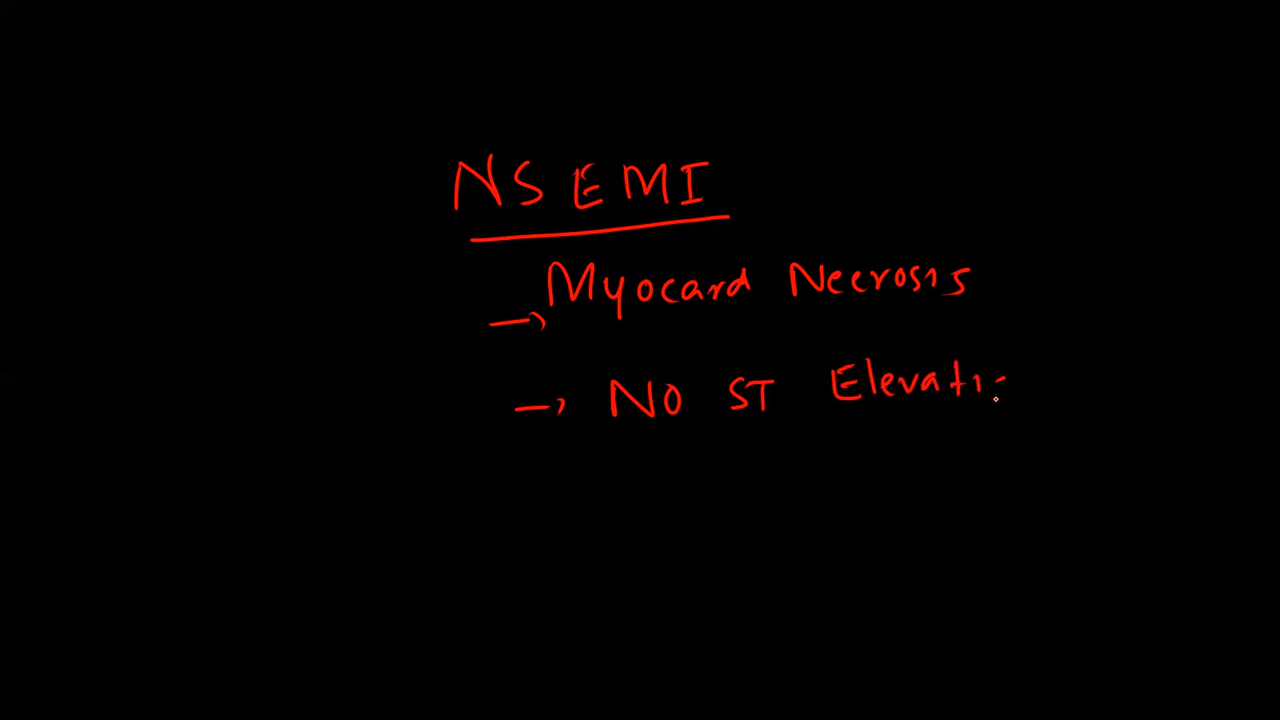 NSEMI
→ Myocard Necrosis
→ NO ST Elevati-